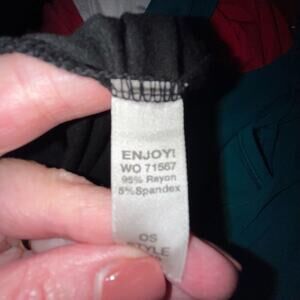 ENJOY!
WO 71567
95% Rayon
5%Spandex
OS
STYLE